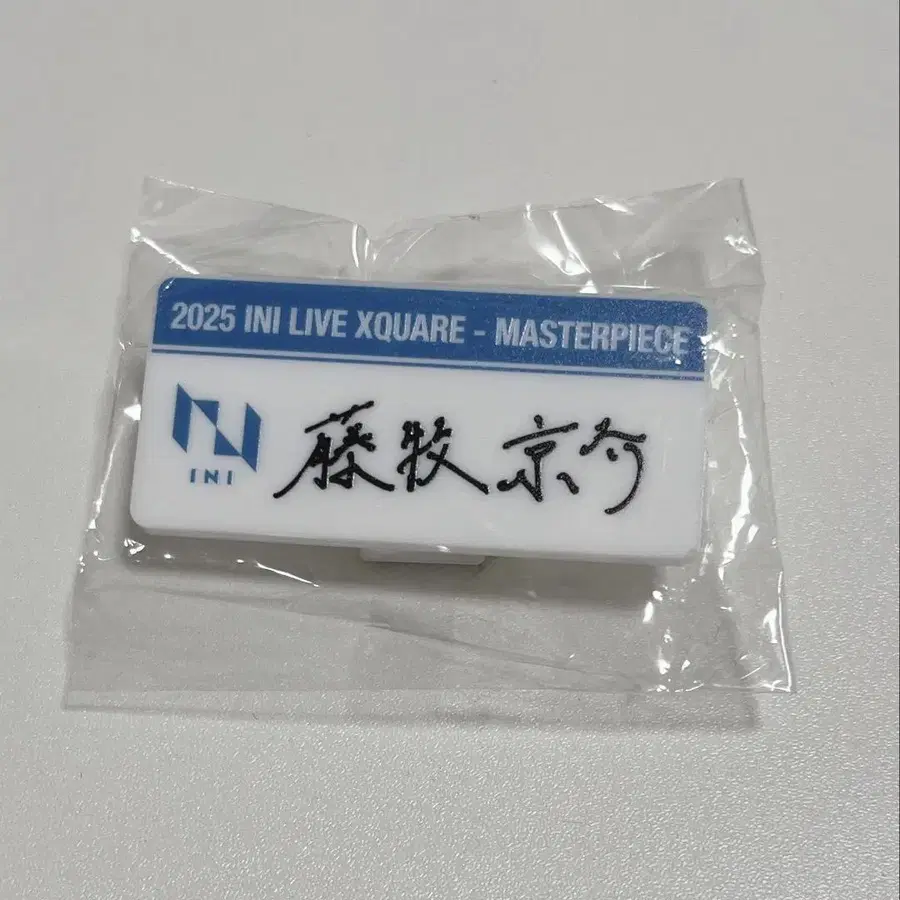 2025 INI LIVE XQUARE - MASTERPIECE
INI
藤牧京介